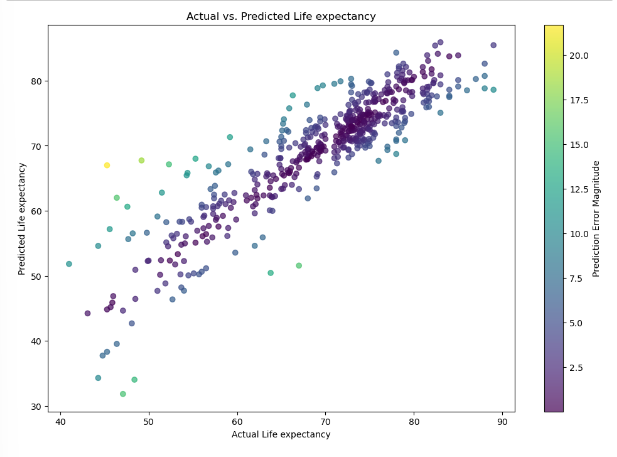 Actual vs. Predicted Life expectancy
80
70
60
50
40
30
Predicted Life expectancy
40 50 60 70 80 90
Actual Life expectancy
20.0
17.5
15.0
12.5
10.0
7.5
5.0
2.5
Prediction Error Magnitude